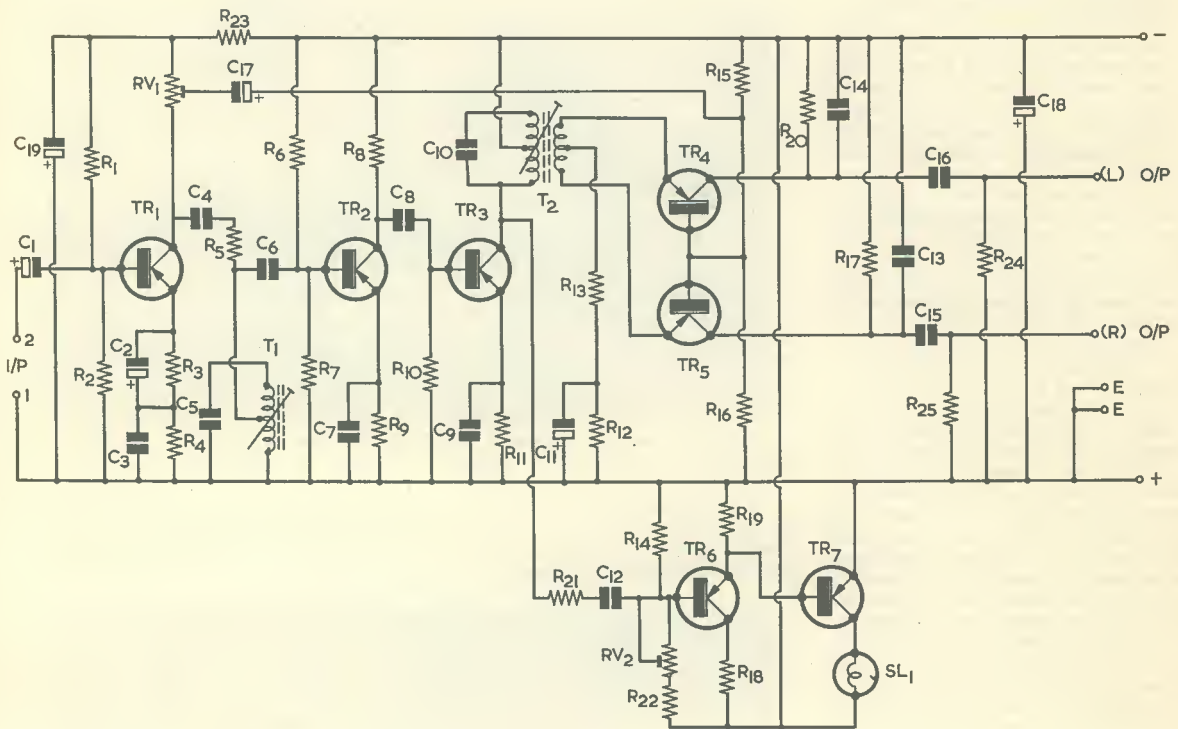 R23
−
RV1
C17
+
R15
C14
C18
+
C19
+
R1
R6
R8
C10
R20
C16
(L) O/P
T2
TR4
TR1
C4
R5
C6
TR2
C8
TR3
C1
+
R13
R17
C13
R24
C15
(R) O/P
TR5
2
I/P
1
R2
C2
+
R3
T1
R7
R10
R16
R25
E
E
C5
C3
R4
C7
R9
C9
R11
C11
+
R12
+
R14
R19
TR6
TR7
R21
C12
RV2
R18
SL1
R22